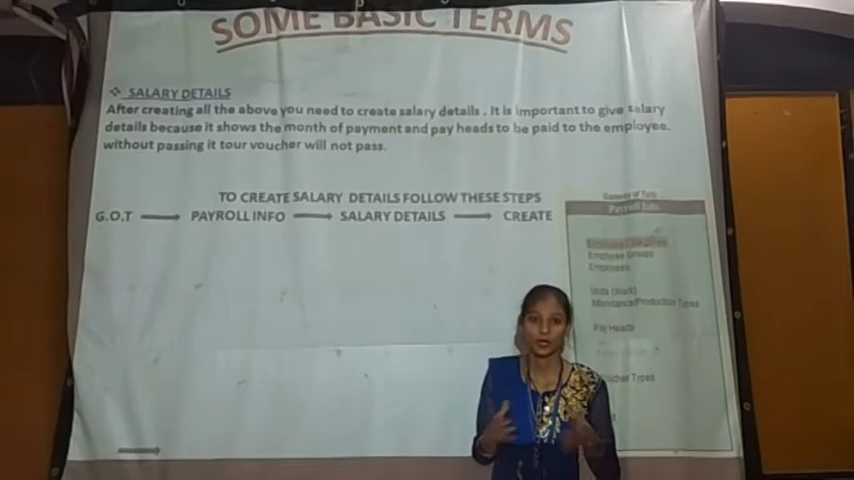 SOME BASIC TERMS
SALARY DETAILS
After creating all the above you need to create salary details . It is important to give salary
details because it shows the month of payment and pay heads to be paid to the employee.
without passing it tour voucher will not pass.
TO CREATE SALARY DETAILS FOLLOW THESE STEPS
G.O.T PAYROLL INFO SALARY DETAILS CREATE
Payroll Info
Employee Groups
Employees
Attendance/Production Types
Pay Heads
Types